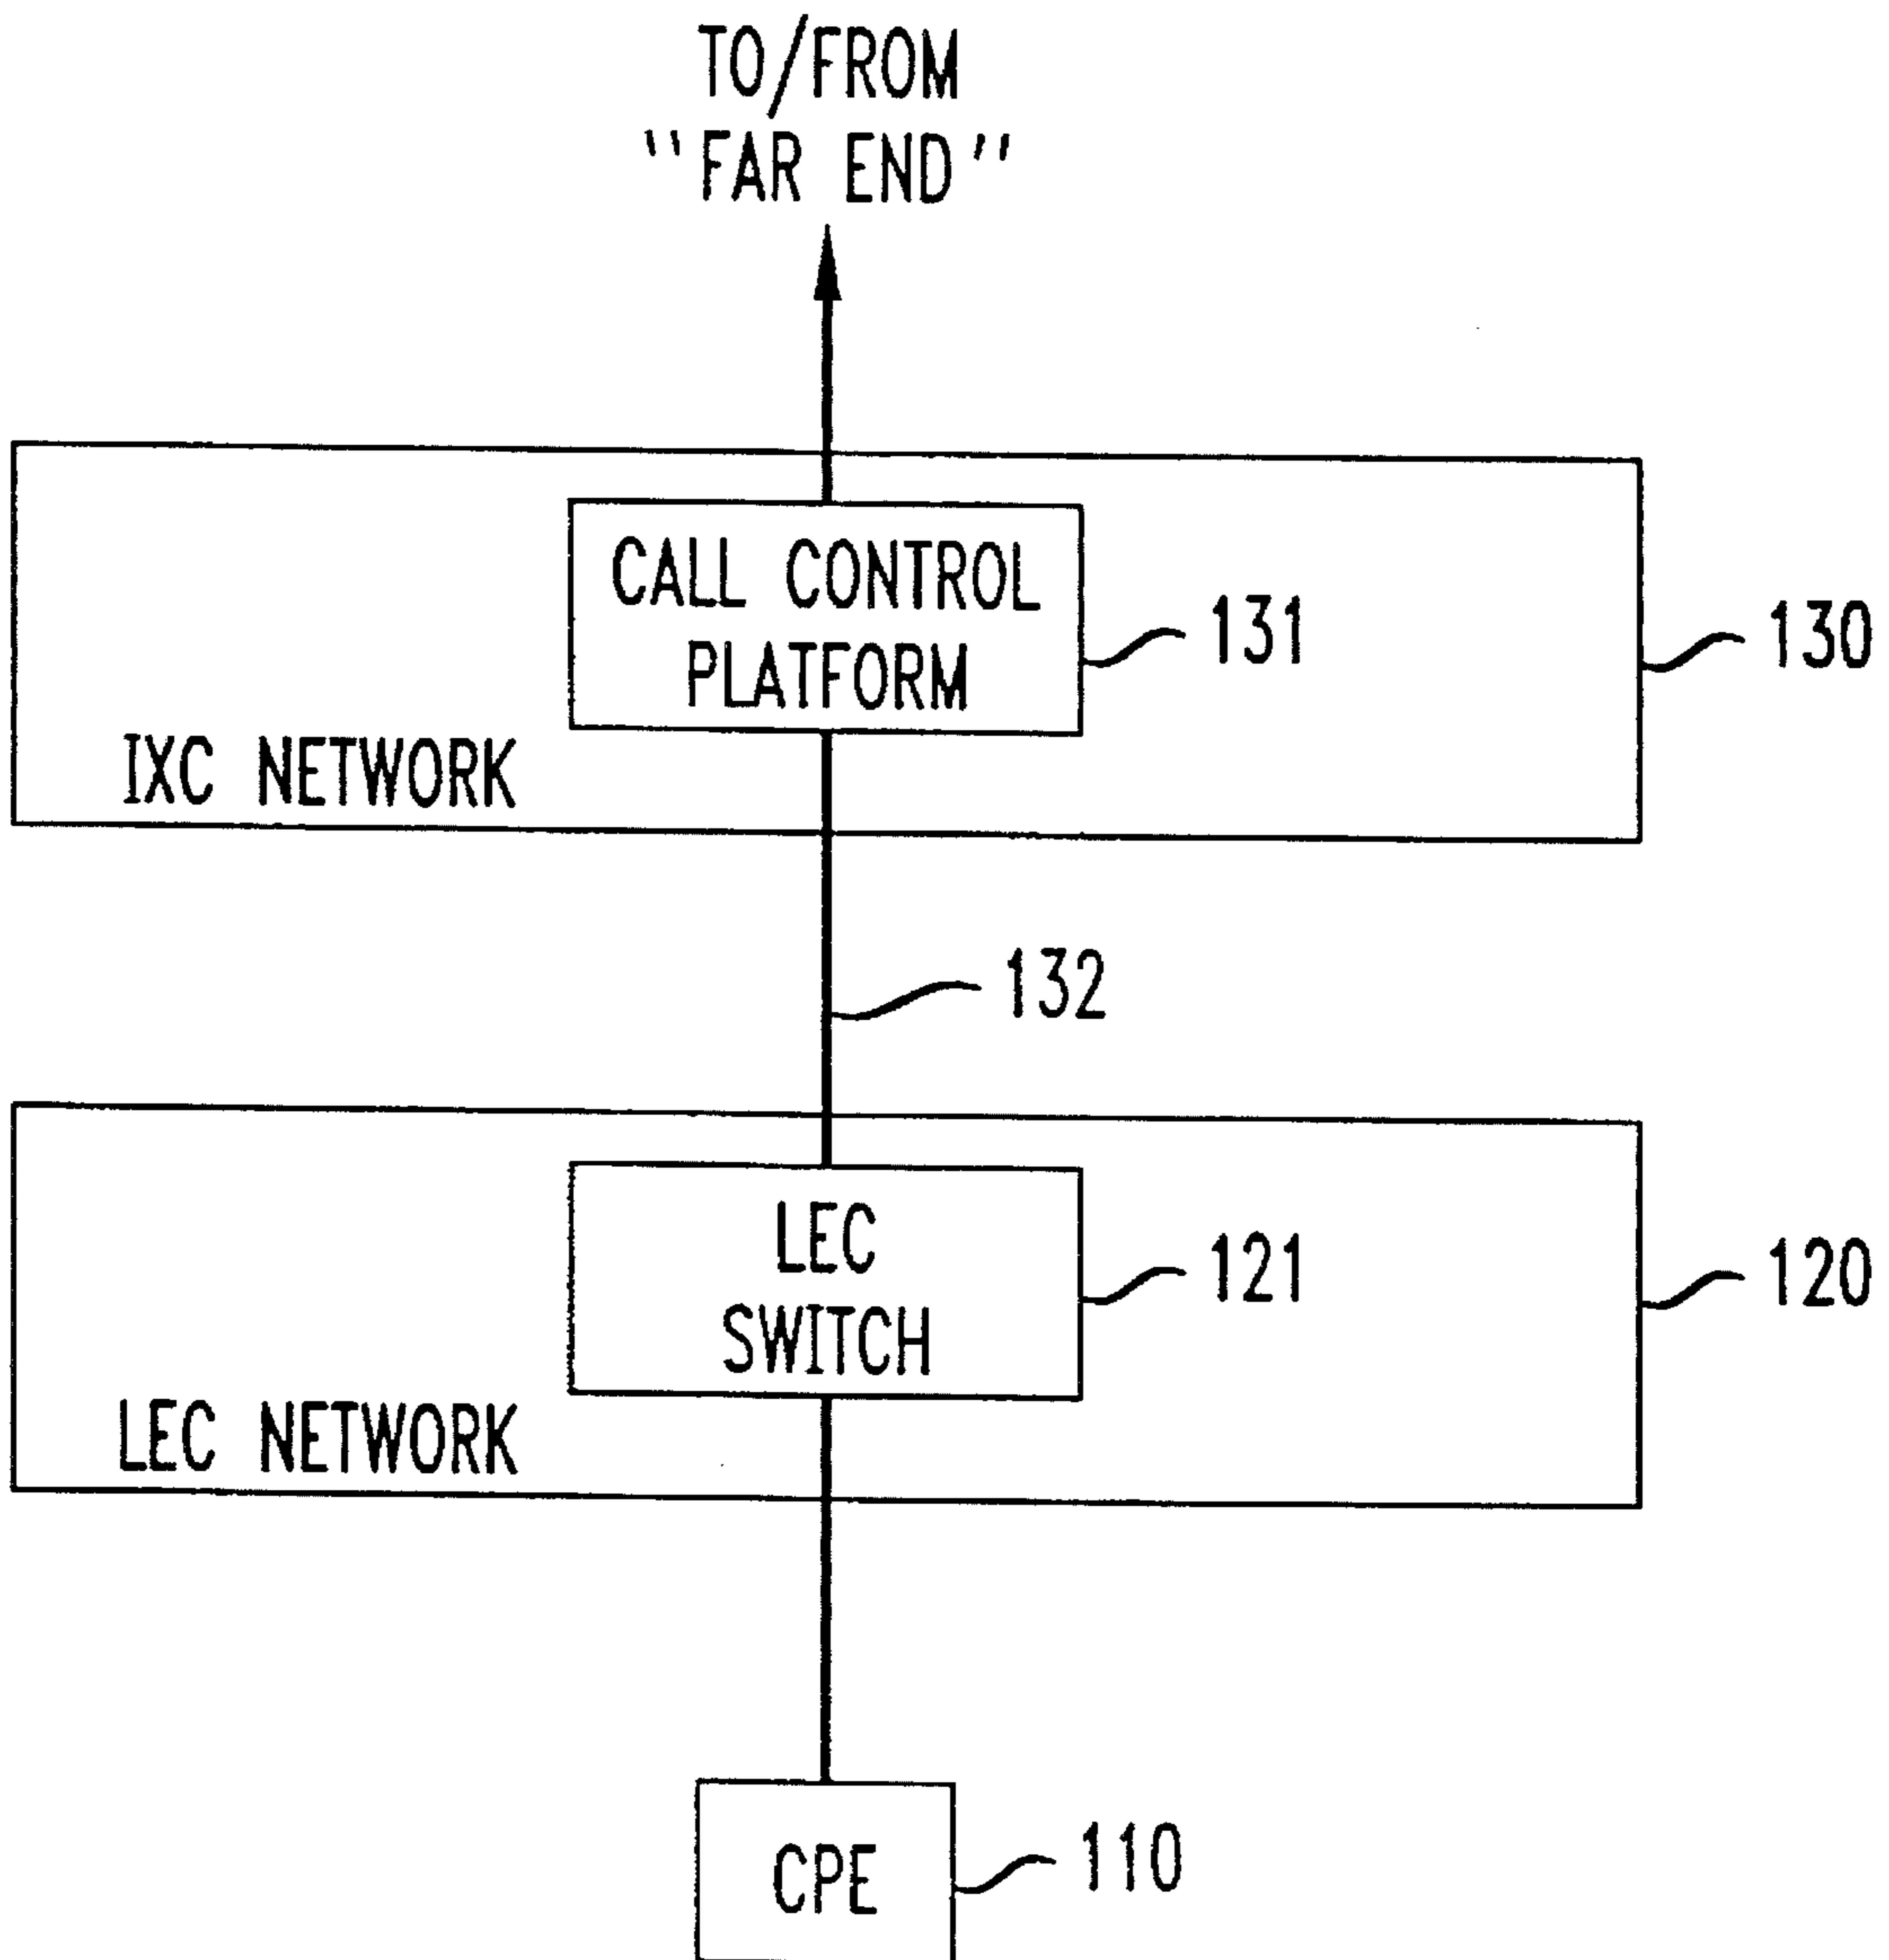 TO/FROM
"FAR END"
CALL CONTROL
PLATFORM
131
130
IXC NETWORK
132
LEC
SWITCH
121
120
LEC NETWORK
CPE
110